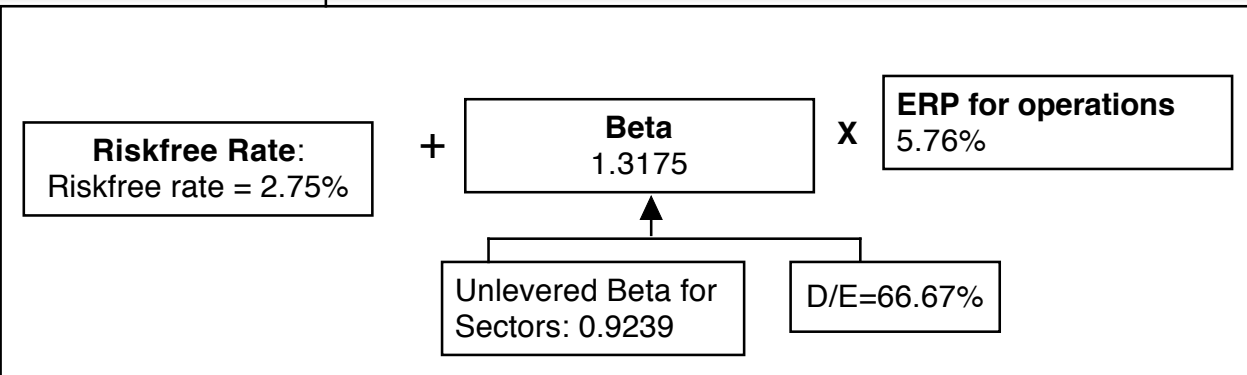 Riskfree Rate:
Riskfree rate = 2.75%
+
Beta
1.3175
X
ERP for operations
5.76%
Unlevered Beta for
Sectors: 0.9239
D/E=66.67%